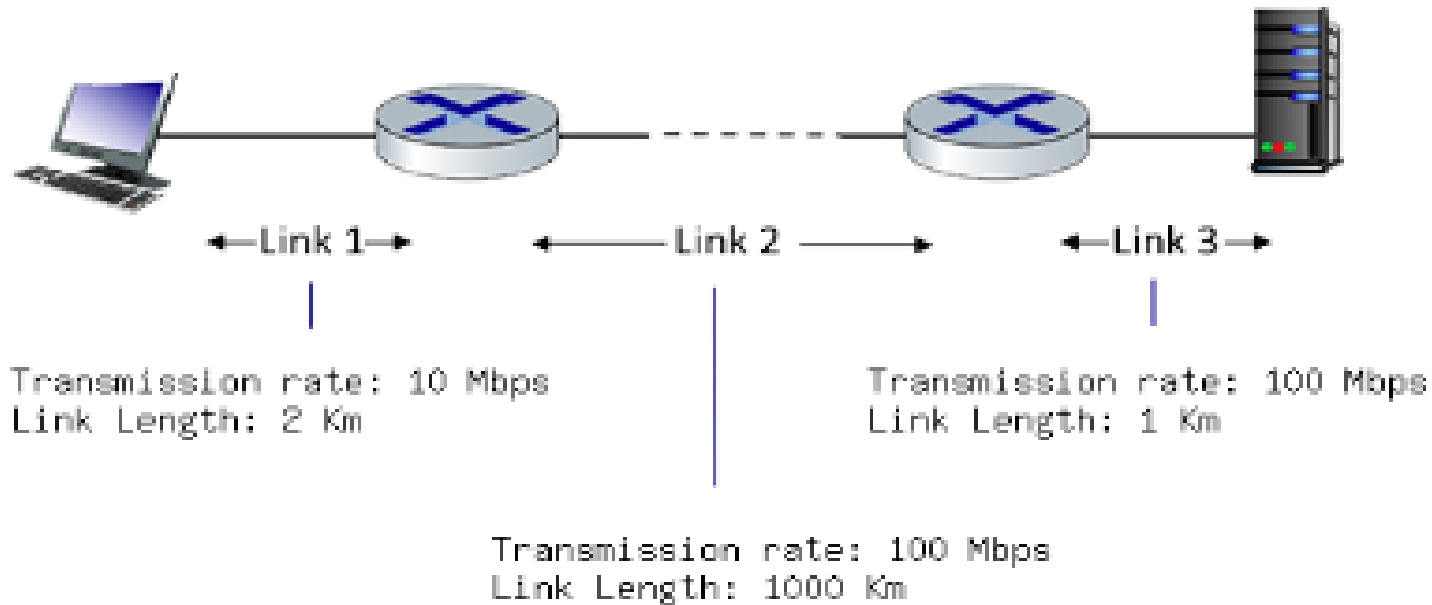 Link 1
Link 2
Link 3
Transmission rate: 10 Mbps
Link Length: 2 Km
Transmission rate: 100 Mbps
Link Length: 1 Km
Transmission rate: 100 Mbps
Link Length: 1000 Km